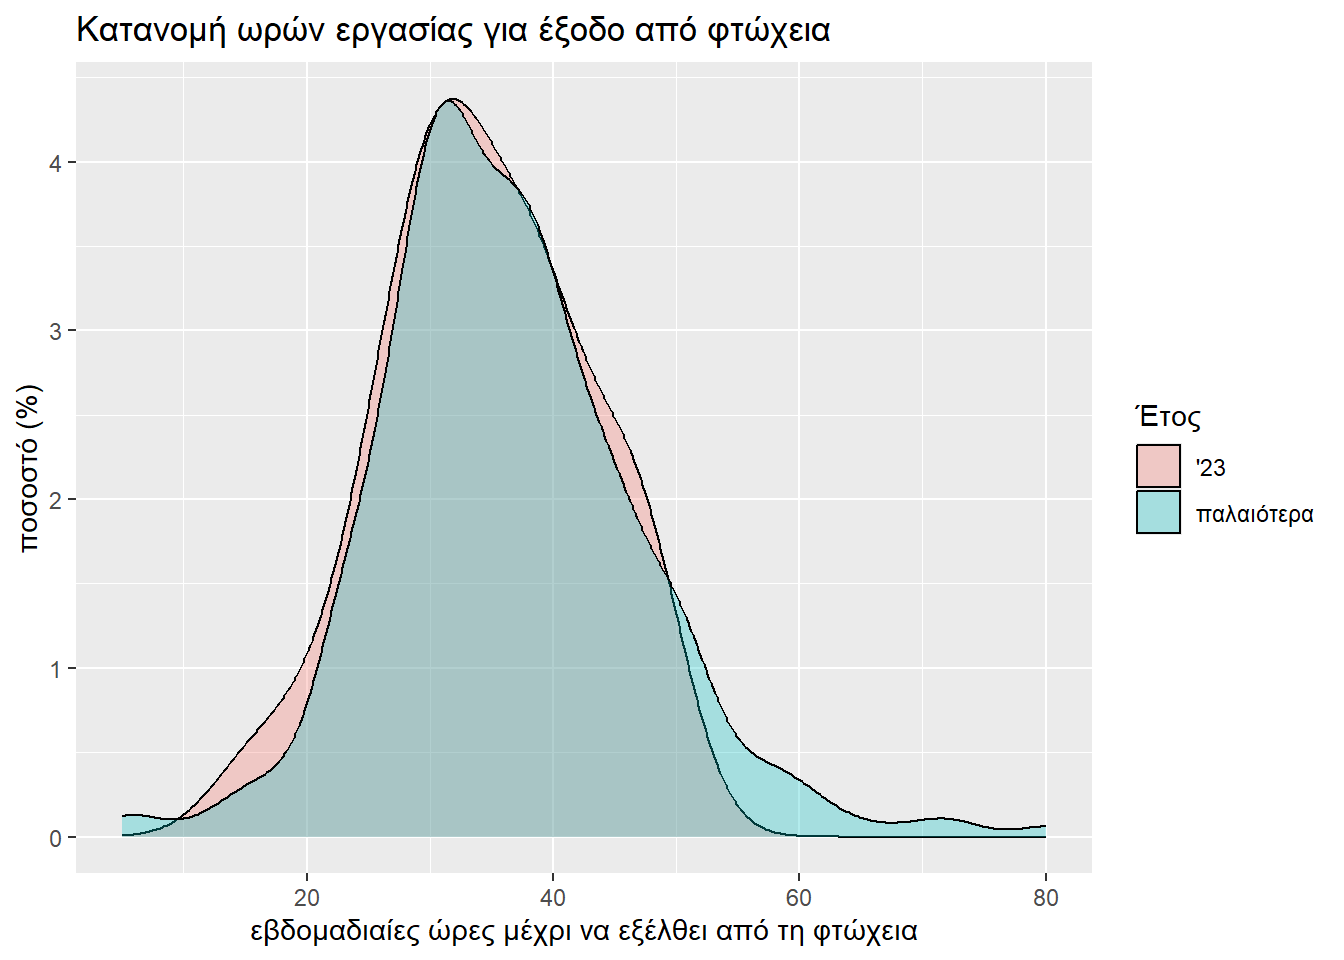 Κατανομή ωρών εργασίας για έξοδο από φτώχεια
ποσοστό (%)
4
3
2
1
0
20 40 60 80
εβδομαδιαίες ώρες μέχρι να εξέλθει από τη φτώχεια
Έτος
'23
παλαιότερα